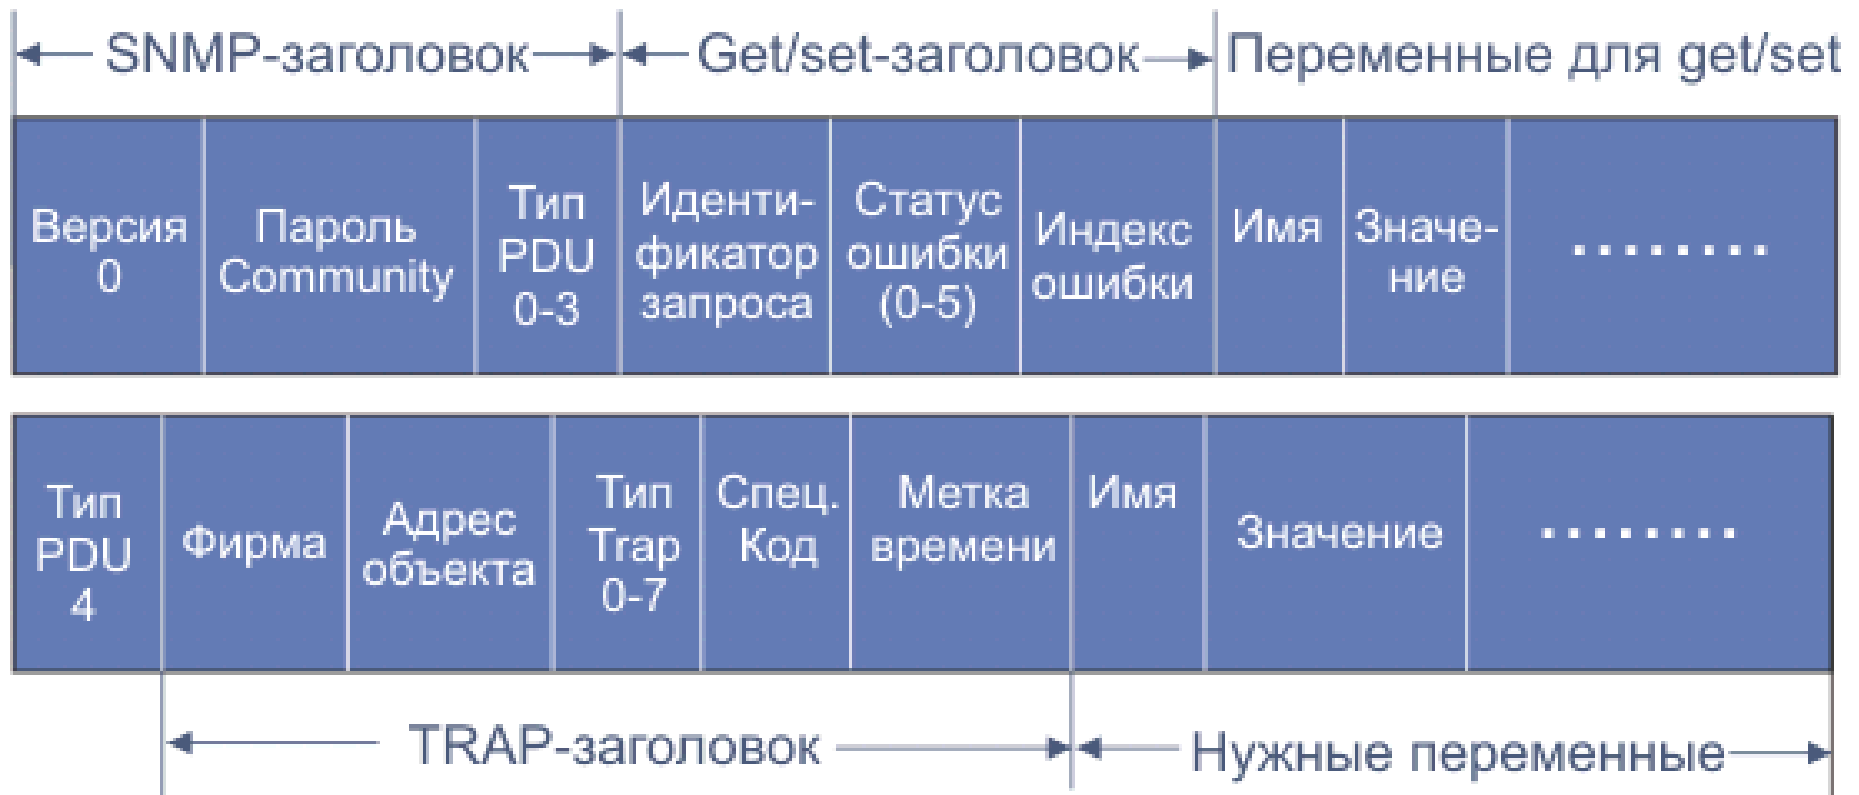 SNMP-заголовок
Get/set-заголовок
Переменные для get/set
Версия
0
Пароль
Community
Тип
PDU
0-3
Иденти-
фикатор
запроса
Статус
ошибки
(0-5)
Индекс
ошибки
Имя
Значе-
ние
........
Тип
PDU
4
Фирма
Адрес
объекта
Тип
Trap
0-7
Спец.
Код
Метка
времени
Имя
Значение
........
TRAP-заголовок
Нужные переменные